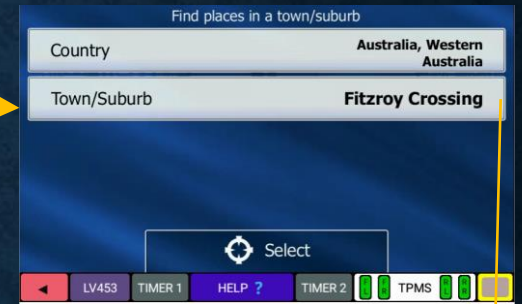 Find places in a town/suburb
Country Australia, Western
Australia
Town/Suburb Fitzroy Crossing
Select
◄ LV453 TIMER 1 HELP ? TIMER 2 TPMS